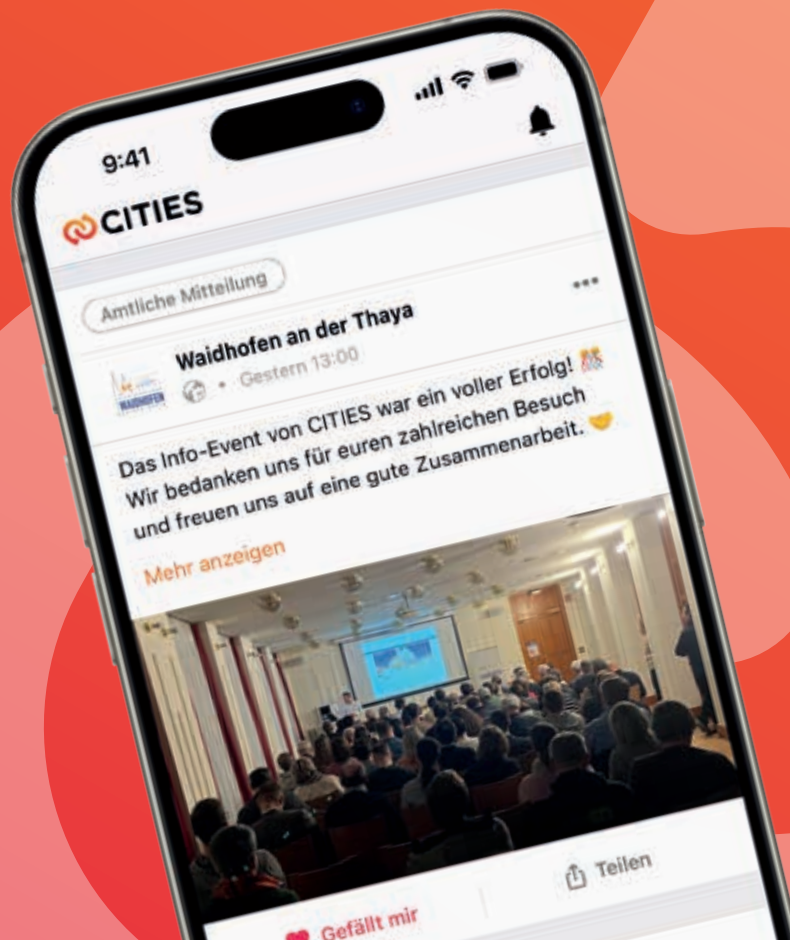 9:41
CITIES
Amtliche Mitteilung
Waidhofen an der Thaya
Gestern 13:00
WAIDHOFEN
Das Info-Event von CITIES war ein voller Erfolg! 🎊
Wir bedanken uns für euren zahlreichen Besuch
und freuen uns auf eine gute Zusammenarbeit. 🤝
Mehr anzeigen
Gefällt mir
Teilen